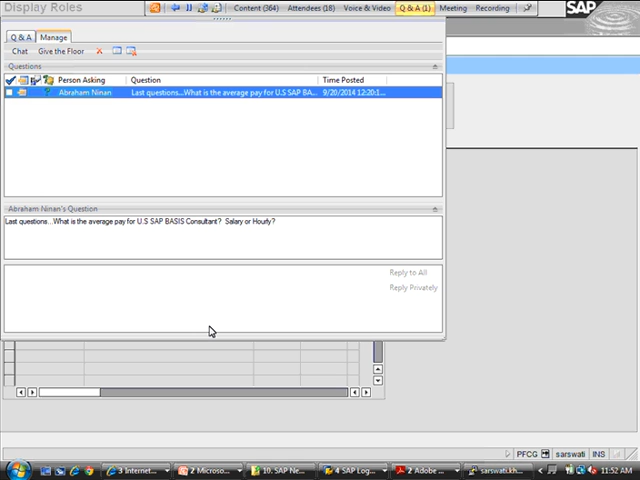 Display Roles
Content (364) Attendees (18) Voice & Video Q & A (1) Meeting Recording
SAP
Q & A Manage
Chat Give the Floor
Questions
Person Asking Question Time Posted
Abraham Ninan Last questions...What is the average pay for U.S SAP BA... 9/20/2014 12:20:1...
Abraham Ninan's Question
Last questions...What is the average pay for U.S SAP BASIS Consultant? Salary or Hourly?
Reply to All
Reply Privately
PFCG sarswati INS
3 Internet... 2 Microso... 10. SAP Ne... 4 SAP Log... 2 Adobe ... sarswati.kh... 11:52 AM